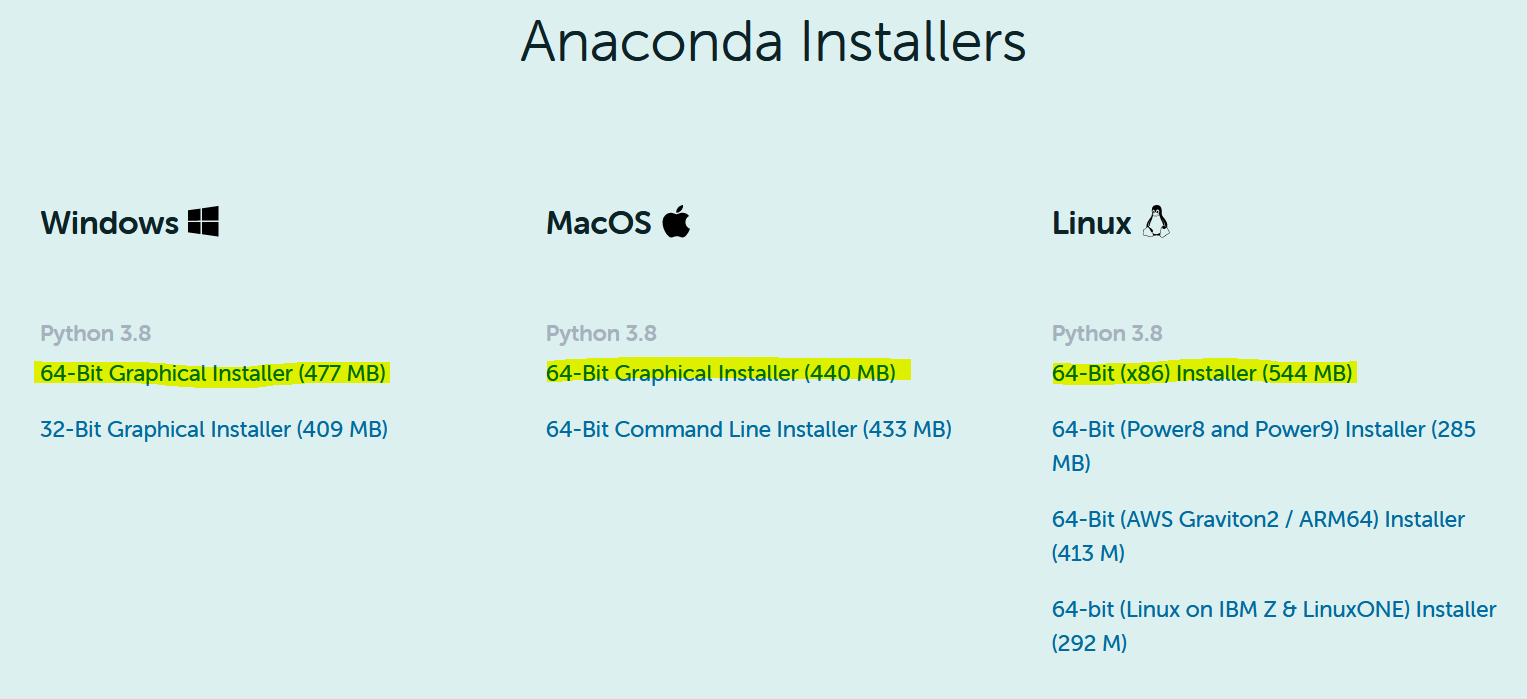 Anaconda Installers
Windows
Python 3.8
64-Bit Graphical Installer (477 MB)
32-Bit Graphical Installer (409 MB)
MacOS
Python 3.8
64-Bit Graphical Installer (440 MB)
64-Bit Command Line Installer (433 MB)
Linux
Python 3.8
64-Bit (x86) Installer (544 MB)
64-Bit (Power8 and Power9) Installer (285
MB)
64-Bit (AWS Graviton2 / ARM64) Installer
(413 M)
64-bit (Linux on IBM Z & LinuxONE) Installer
(292 M)